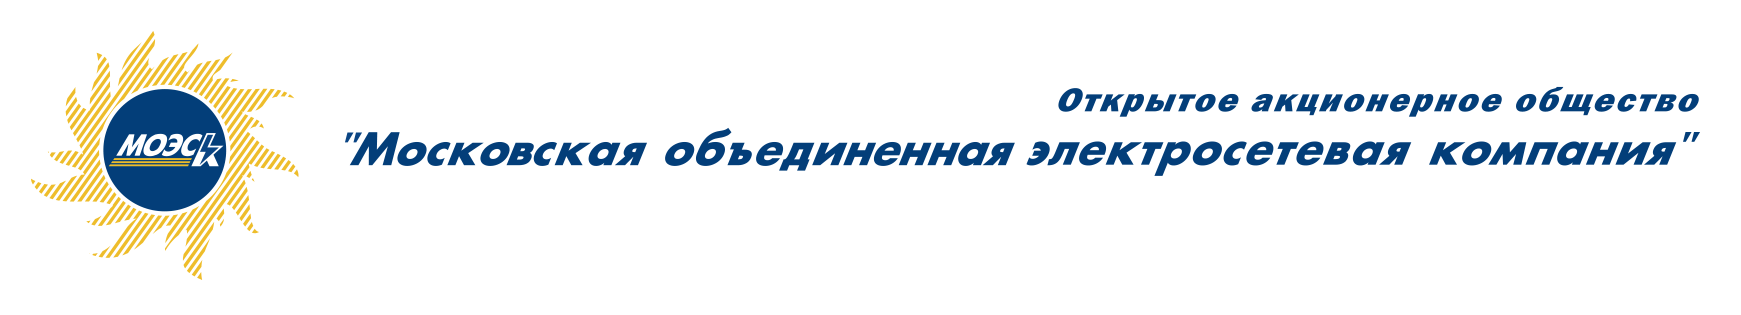 МОЭСК
Открытое акционерное общество
"Московская объединенная электросетевая компания"